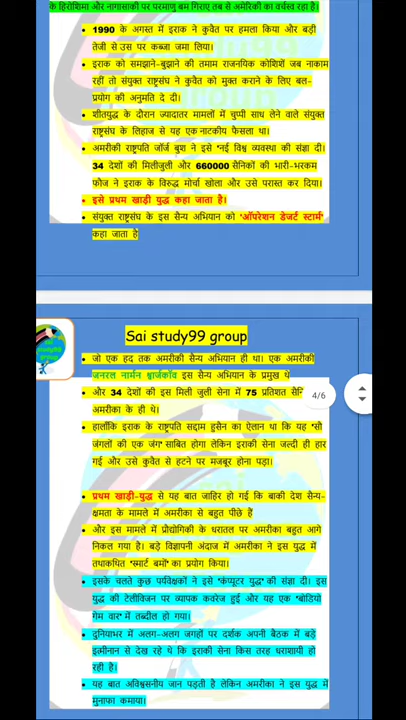 के हिरोशिमा और नागासाकी पर परमाणु बम गिराए तब से अमेरिकी का वर्चस्व रहा है।
• 1990 के अगस्त में इराक ने कुवैत पर हमला किया और बड़ी
तेजी से उस पर कब्जा जमा लिया।
• इराक को समझाने-बुझाने की तमाम राजनयिक कोशिशें जब नाकाम
रहीं तो संयुक्त राष्ट्रसंघ ने कुवैत को मुक्त कराने के लिए बल-
प्रयोग की अनुमति दे दी।
• शीतयुद्ध के दौरान ज्यादातर मामलों में चुप्पी साध लेने वाले संयुक्त
राष्ट्रसंघ के लिहाज से यह एक नाटकीय फैसला था।
• अमरीकी राष्ट्रपति जॉर्ज बुश ने इसे 'नई विश्व व्यवस्था की संज्ञा दी।
34 देशों की मिलीजुली और 660000 सैनिकों की भारी-भरकम
फौज ने इराक के विरुद्ध मोर्चा खोला और उसे परास्त कर दिया।
• इसे प्रथम खाड़ी युद्ध कहा जाता है।
• संयुक्त राष्ट्रसंघ के इस सैन्य अभियान को 'ऑपरेशन डेजर्ट स्टार्म'
कहा जाता है
Sai study99 group
• जो एक हद तक अमरीकी सैन्य अभियान ही था। एक अमरीकी
जनरल नार्मन श्वार्जकॉव इस सैन्य अभियान के प्रमुख थे
• और 34 देशों की इस मिली जुली सेना में 75 प्रतिशत सैनि
4/6
अमरीका के ही थे।
• हालाँकि इराक के राष्ट्रपति सद्दाम हुसैन का ऐलान था कि यह 'सौ
जंगलों की एक जंग' साबित होगा लेकिन इराकी सेना जल्दी ही हार
गई और उसे कुवैत से हटने पर मजबूर होना पड़ा।
• प्रथम खाड़ी-युद्ध से यह बात जाहिर हो गई कि बाकी देश सैन्य-
क्षमता के मामले में अमरीका से बहुत पीछे हैं
• और इस मामले में प्रौद्योगिकी के धरातल पर अमरीका बहुत आगे
निकल गया है। बड़े विज्ञापनी अंदाज में अमरीका ने इस युद्ध में
तथाकथित 'स्मार्ट बमों' का प्रयोग किया।
• इसके चलते कुछ पर्यवेक्षकों ने इसे 'कंप्यूटर युद्ध' की संज्ञा दी। इस
युद्ध की टेलीविजन पर व्यापक कवरेज हुई और यह एक 'बोडियो
गेम वार' में तब्दील हो गया।
• दुनियाभर में अलग-अलग जगहों पर दर्शक अपनी बैठक में बड़े
इत्मीनान से देख रहे थे कि इराकी सेना किस तरह धराशायी हो
रही है।
• यह बात अविश्वसनीय जान पड़ती है लेकिन अमरीका ने इस युद्ध में
मुनाफा कमाया।